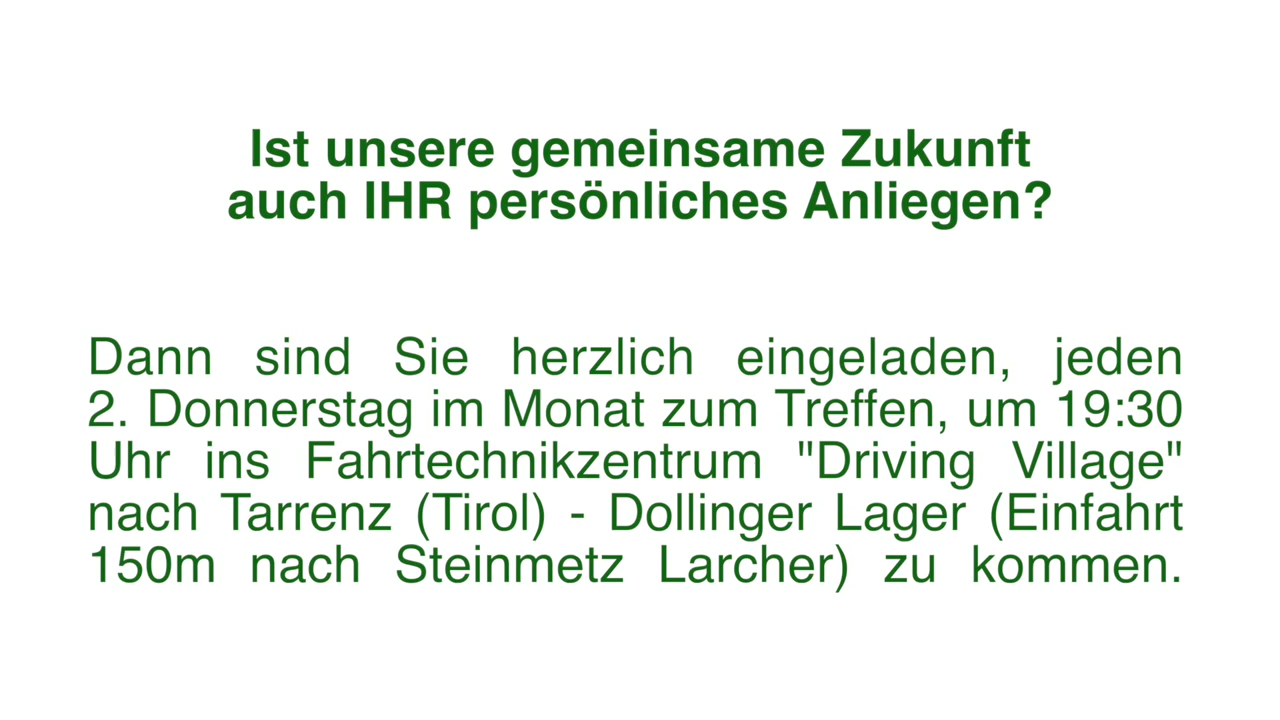 Ist unsere gemeinsame Zukunft
auch IHR persönliches Anliegen?
Dann sind Sie herzlich eingeladen, jeden
2. Donnerstag im Monat zum Treffen, um 19:30
Uhr ins Fahrtechnikzentrum "Driving Village"
nach Tarrenz (Tirol) - Dollinger Lager (Einfahrt
150m nach Steinmetz Larcher) zu kommen.